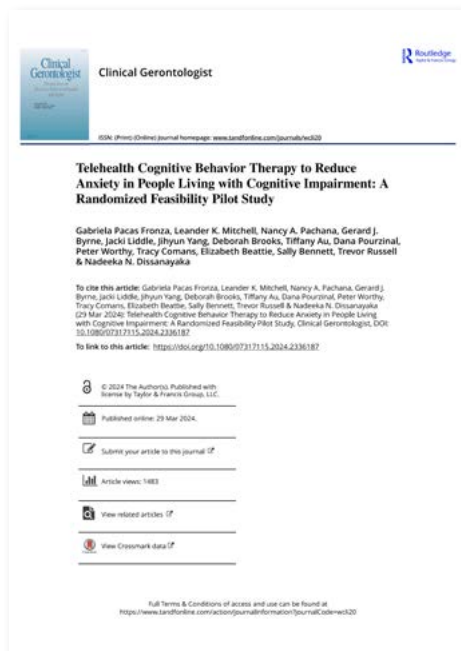 Clinical
Gerontologist
Routledge
Taylor & Francis Group
Clinical Gerontologist
ISSN: (Print) (Online) Journal homepage: www.tandfonline.com/journals/wcli20
Telehealth Cognitive Behavior Therapy to Reduce
Anxiety in People Living with Cognitive Impairment: A
Randomized Feasibility Pilot Study
Gabriela Pacas Fronza, Leander K. Mitchell, Nancy A. Pachana, Gerard J.
Byrne, Jacki Liddle, Jihyun Yang, Deborah Brooks, Tiffany Au, Dana Pourzinal,
Peter Worthy, Tracy Comans, Elizabeth Beattie, Sally Bennett, Trevor Russell
& Nadeeka N. Dissanayaka
To cite this article: Gabriela Pacas Fronza, Leander K. Mitchell, Nancy A. Pachana, Gerard J.
Byrne, Jacki Liddle, Jihyun Yang, Deborah Brooks, Tiffany Au, Dana Pourzinal, Peter Worthy,
Tracy Comans, Elizabeth Beattie, Sally Bennett, Trevor Russell & Nadeeka N. Dissanayaka
(29 Mar 2024): Telehealth Cognitive Behavior Therapy to Reduce Anxiety in People Living
with Cognitive Impairment: A Randomized Feasibility Pilot Study, Clinical Gerontologist, DOI:
10.1080/07317115.2024.2336187
To link to this article: https://doi.org/10.1080/07317115.2024.2336187
© 2024 The Author(s). Published with
license by Taylor & Francis Group, LLC.
Published online: 29 Mar 2024.
Submit your article to this journal
Article views: 1483
View related articles
View Crossmark data
Full Terms & Conditions of access and use can be found at
https://www.tandfonline.com/action/journalInformation?journalCode=wcli20